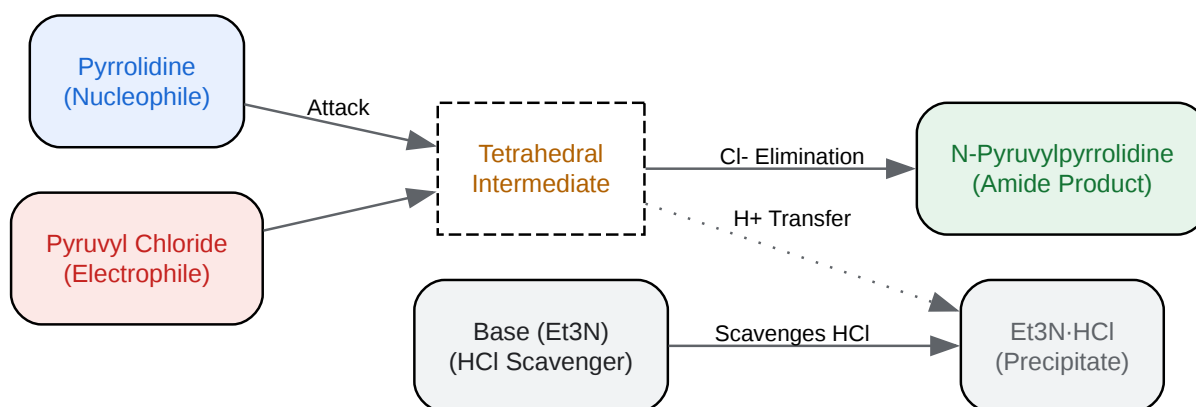 Pyrrolidine
(Nucleophile)
Attack
Pyruvyl Chloride
(Electrophile)
Tetrahedral
Intermediate
Cl- Elimination
N-Pyruvylpyrrolidine
(Amide Product)
H+ Transfer
Base (Et3N)
(HCl Scavenger)
Scavenges HCl
Et3N·HCl
(Precipitate)